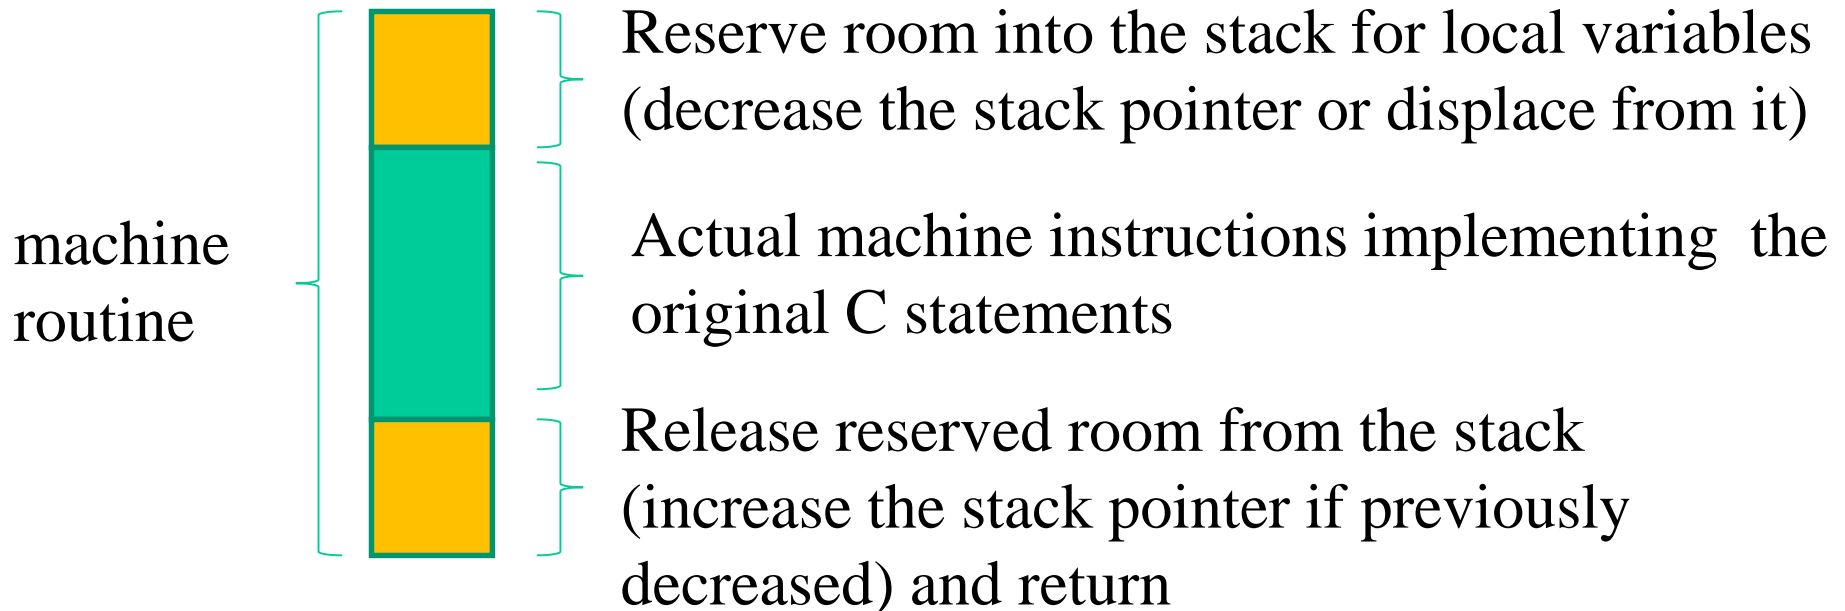 Reserve room into the stack for local variables
(decrease the stack pointer or displace from it)
machine
routine
Actual machine instructions implementing  the
original C statements
Release reserved room from the stack
(increase the stack pointer if previously
decreased) and return